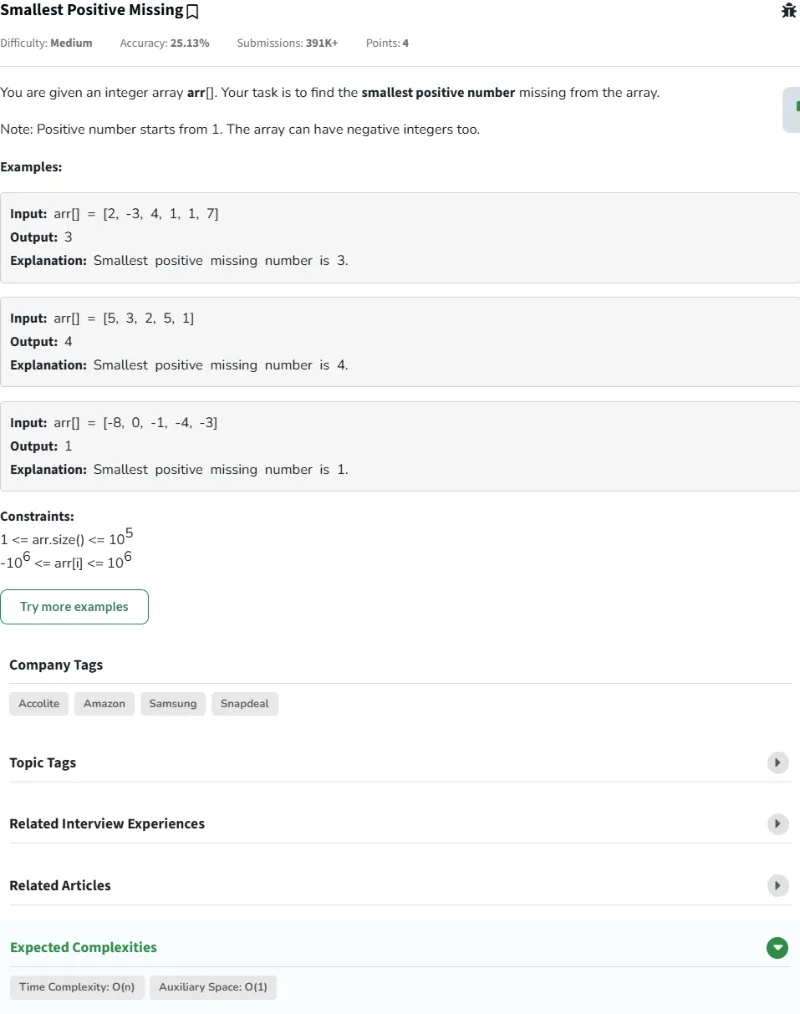 Smallest Positive Missing
Difficulty: Medium Accuracy: 25.13% Submissions: 391K+ Points: 4
You are given an integer array arr[]. Your task is to find the smallest positive number missing from the array.
Note: Positive number starts from 1. The array can have negative integers too.
Examples:
Input: arr[] = [2, -3, 4, 1, 1, 7]
Output: 3
Explanation: Smallest positive missing number is 3.
Input: arr[] = [5, 3, 2, 5, 1]
Output: 4
Explanation: Smallest positive missing number is 4.
Input: arr[] = [-8, 0, -1, -4, -3]
Output: 1
Explanation: Smallest positive missing number is 1.
Constraints:
1 <= arr.size() <= 10^5
-10^6 <= arr[i] <= 10^6
Try more examples
Company Tags
Accolite Amazon Samsung Snapdeal
Topic Tags
Related Interview Experiences
Related Articles
Expected Complexities
Time Complexity: O(n) Auxiliary Space: O(1)